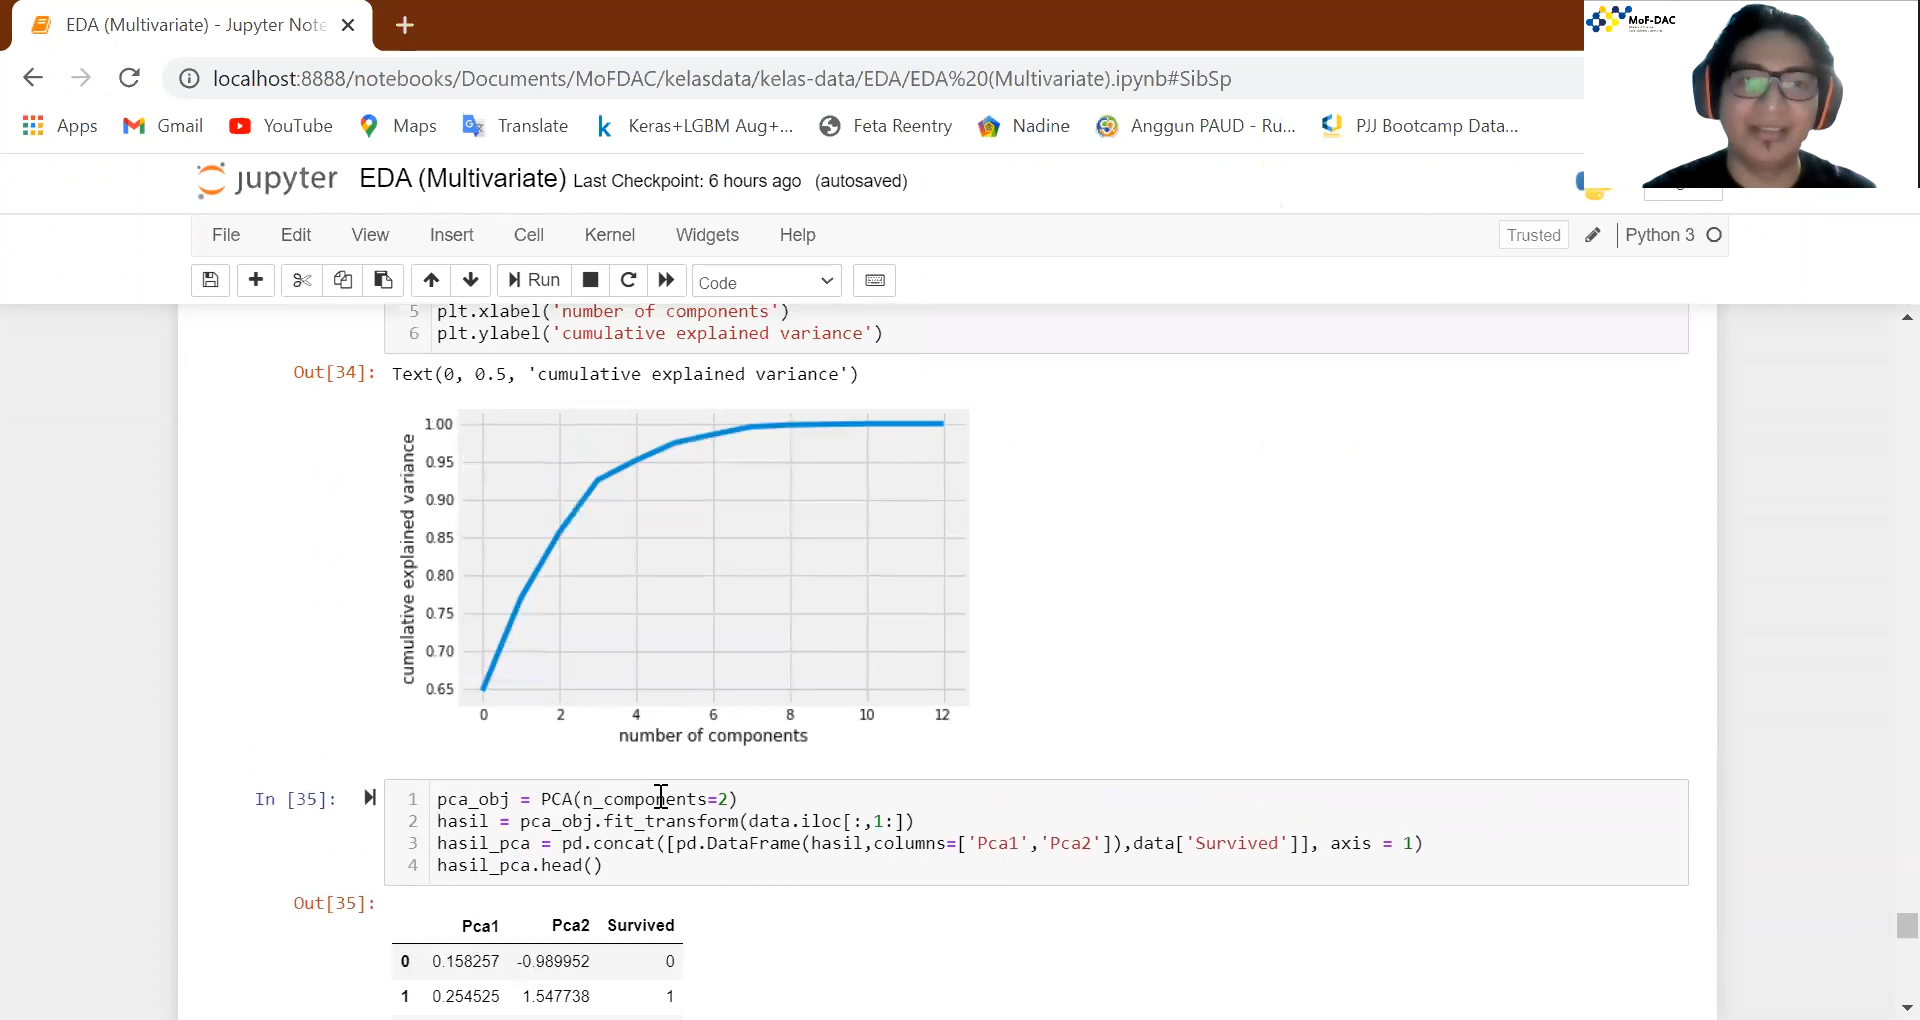 EDA (Multivariate) - Jupyter Note
MoF-DAC
localhost:8888/notebooks/Documents/MoFDAC/kelasdata/kelas-data/EDA/EDA%20(Multivariate).ipynb#SibSp
Apps Gmail YouTube Maps Translate Keras+LGBM Aug+... Feta Reentry Nadine Anggun PAUD - Ru... PJJ Bootcamp Data...
jupyter EDA (Multivariate) Last Checkpoint: 6 hours ago (autosaved)
File Edit View Insert Cell Kernel Widgets Help Trusted Python 3
Run Code
5 plt.xlabel('number of components')
6 plt.ylabel('cumulative explained variance')
Out[34]: Text(0, 0.5, 'cumulative explained variance')
cumulative explained variance
1.00
0.95
0.90
0.85
0.80
0.75
0.70
0.65
0 2 4 6 8 10 12
number of components
In [35]: 1 pca_obj = PCA(n_components=2)
2 hasil = pca_obj.fit_transform(data.iloc[:,1:])
3 hasil_pca = pd.concat([pd.DataFrame(hasil,columns=['Pca1','Pca2']),data['Survived']], axis = 1)
4 hasil_pca.head()
Out[35]:
Pca1 Pca2 Survived
0 0.158257 -0.989952 0
1 0.254525 1.547738 1